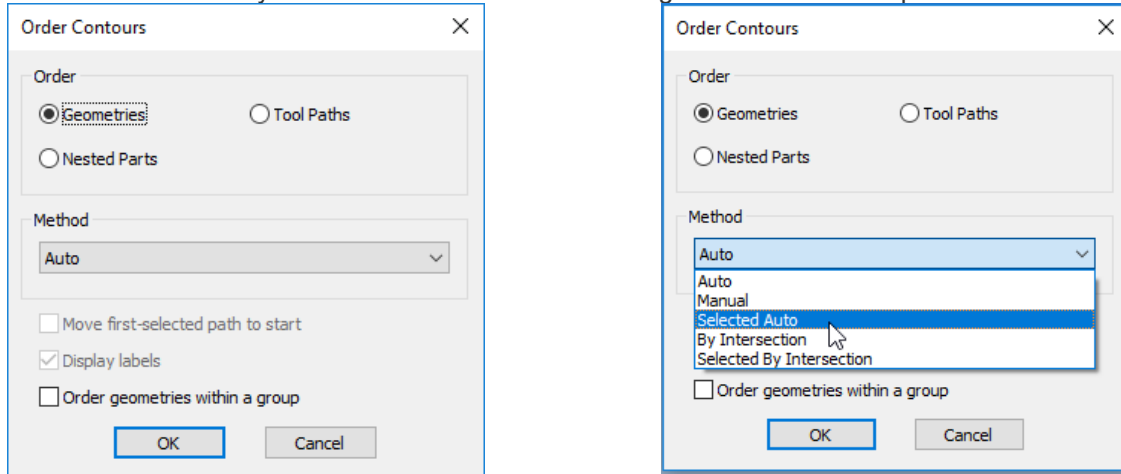 Order Contours
Order
Geometries
Tool Paths
Nested Parts
Method
Auto
Move first-selected path to start
Display labels
Order geometries within a group
OK
Cancel
Order Contours
Order
Geometries
Tool Paths
Nested Parts
Method
Auto
Auto
Manual
Selected Auto
By Intersection
Selected By Intersection
Order geometries within a group
OK
Cancel